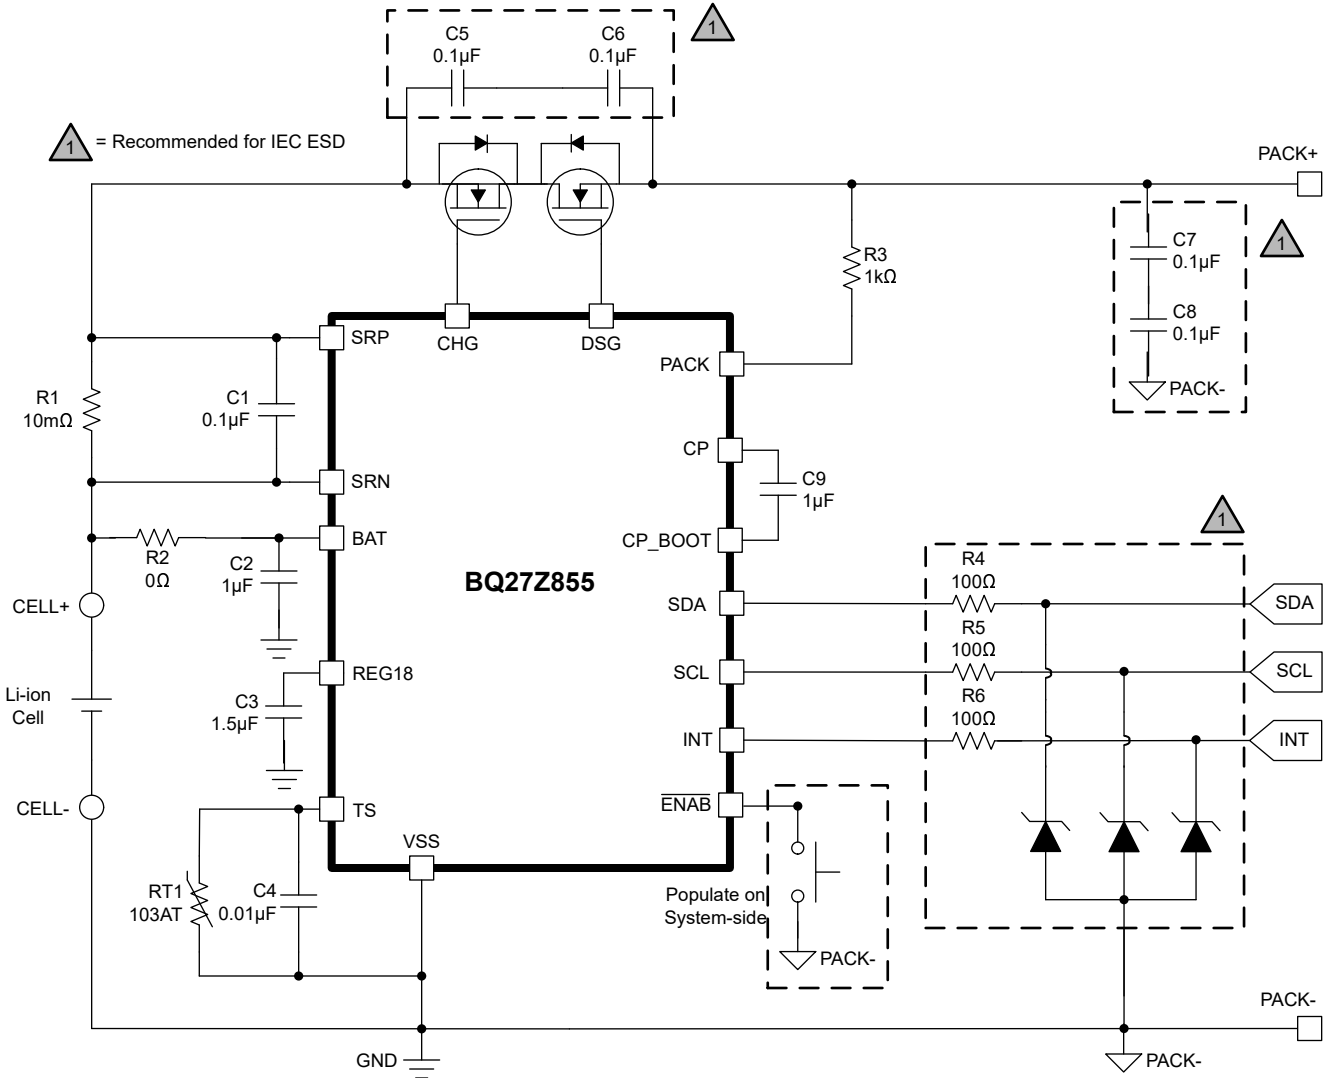 C5
0.1µF
C6
0.1µF
1
1
= Recommended for IEC ESD
PACK+
R3
1kΩ
C7
0.1µF
C8
0.1µF
PACK-
1
SRP
CHG
DSG
PACK
R1
10mΩ
C1
0.1µF
CP
C9
1µF
SRN
BAT
CP_BOOT
R2
0Ω
C2
1µF
BQ27Z855
1
R4
100Ω
SDA
SDA
CELL+
R5
100Ω
SCL
SCL
REG18
Li-ion
Cell
C3
1.5µF
R6
100Ω
INT
INT
CELL-
TS
ENAB
VSS
RT1
103AT
C4
0.01µF
Populate on
System-side
PACK-
PACK-
GND
PACK-